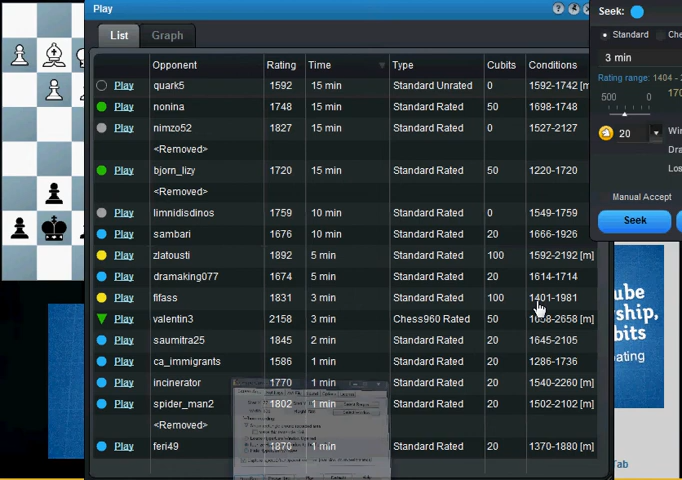 Play
Seek:
List Graph
Standard
3 min
Opponent Rating Time Type Cubits Conditions
Rating range: 1404 -
500 0
20
quark5 1592 15 min Standard Unrated 0 1592-1742 [m]
Play nonina 1748 15 min Standard Rated 50 1698-1748
Play nimzo52 1827 15 min Standard Rated 0 1527-2127
<Removed>
Play bjorn_lizy 1720 15 min Standard Rated 50 1220-1720
<Removed>
Manual Accept
Play limnidisdinos 1759 10 min Standard Rated 0 1549-1759
Seek
Play sambari 1676 10 min Standard Rated 20 1666-1926
Play zlatousti 1892 5 min Standard Rated 100 1592-2192 [m]
Play dramaking077 1674 5 min Standard Rated 20 1614-1714
Play fifass 1831 3 min Standard Rated 100 1401-1981
Play valentin3 2158 3 min Chess960 Rated 50 1658-2658 [m]
Play saumitra25 1845 2 min Standard Rated 20 1645-2105
Play ca_immigrants 1586 1 min Standard Rated 20 1286-1736
Play incinerator 1770 1 min Standard Rated 20 1540-2260 [m]
Play spider_man2 1802 1 min Standard Rated 20 1502-2102 [m]
<Removed>
Play feri49 1870 1 min Standard Rated 20 1370-1880 [m]
ube
ship,
bits
eating
Tab